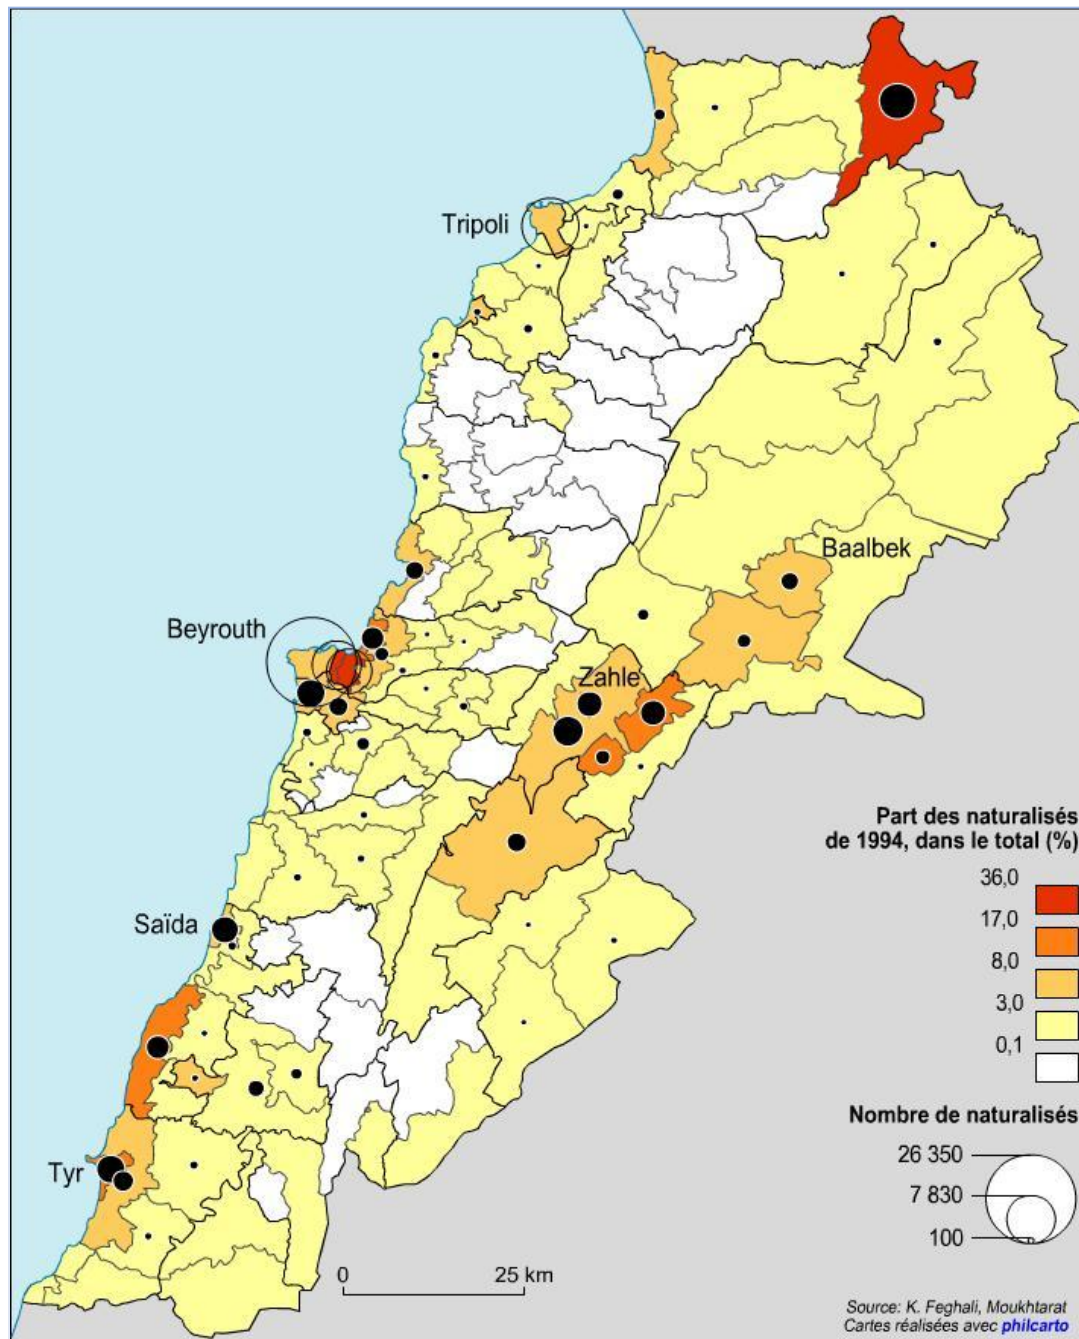 Tripoli
Baalbek
Beyrouth
Zahle
Part des naturalisés
de 1994, dans le total (%)
36,0
17,0
8,0
3,0
0,1
Saïda
Nombre de naturalisés
26 350
7 830
100
Tyr
0 25 km
Source: K. Feghali, Moukhtarat
Cartes réalisées avec philcarto